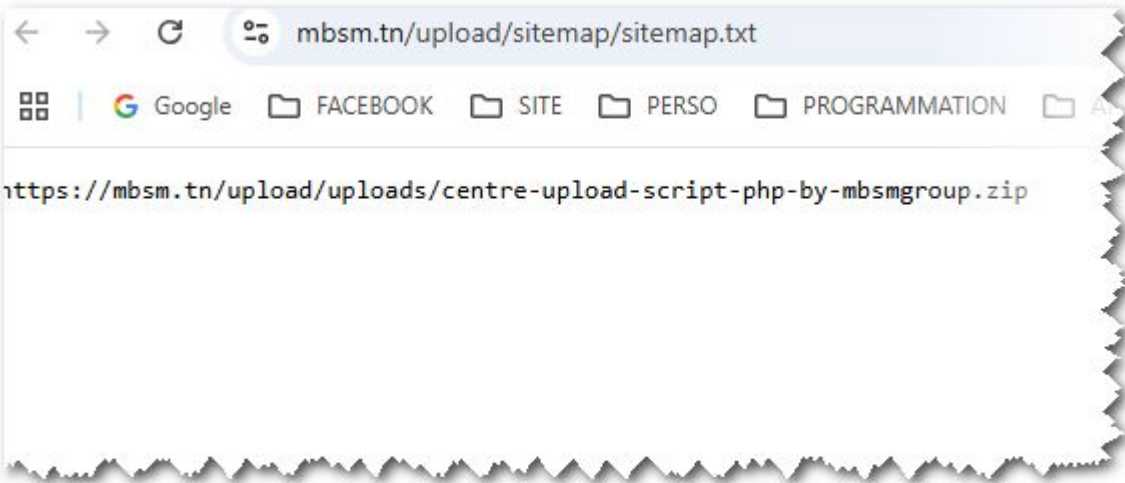 mbsm.tn/upload/sitemap/sitemap.txt
Google FACEBOOK SITE PERSO PROGRAMMATION
https://mbsm.tn/upload/uploads/centre-upload-script-php-by-mbsmgroup.zip